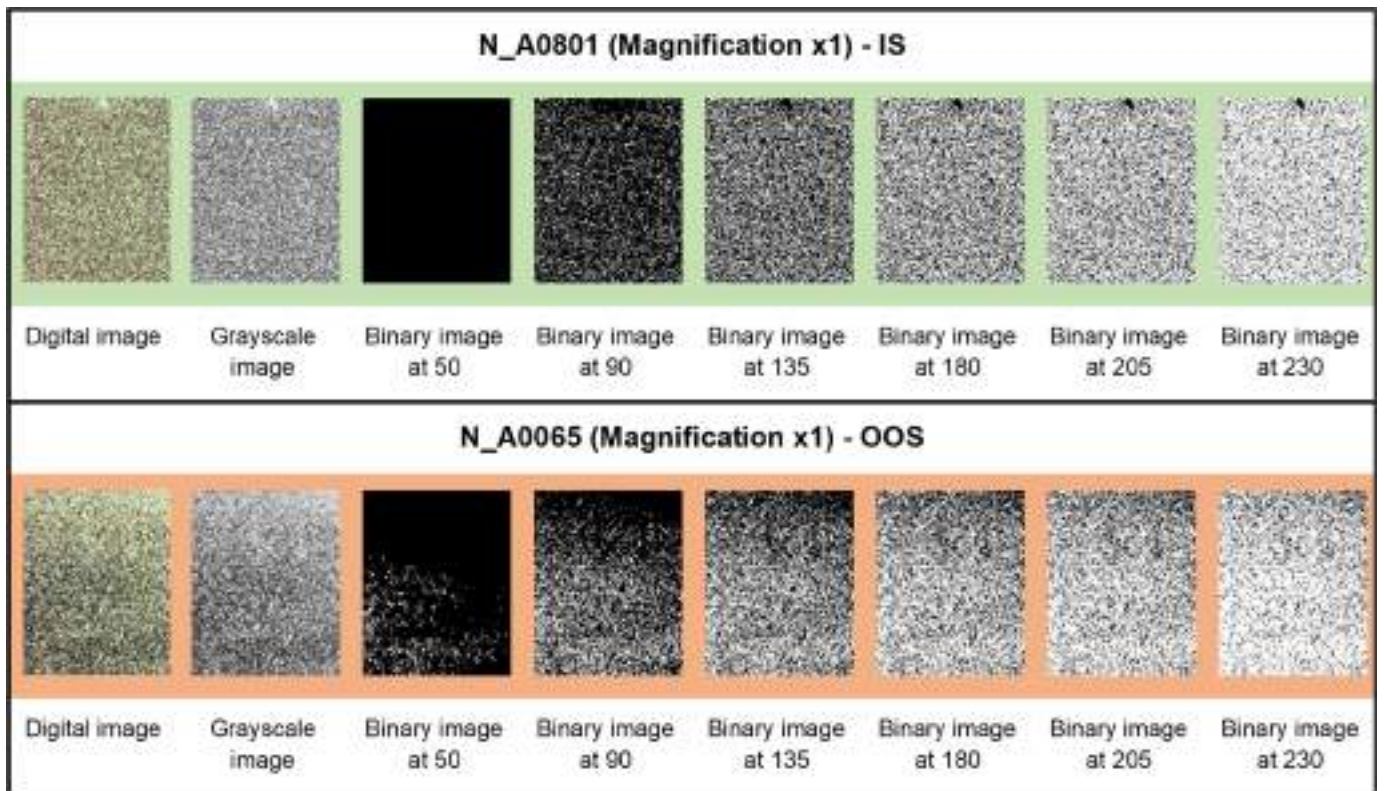 N_A0801 (Magnification x1) - IS
Digital image
Grayscale
image
Binary image
at 50
Binary image
at 90
Binary image
at 135
Binary image
at 180
Binary image
at 205
Binary image
at 230
N_A0065 (Magnification x1) - OOS
Digital image
Grayscale
image
Binary image
at 50
Binary image
at 90
Binary image
at 135
Binary image
at 180
Binary image
at 205
Binary image
at 230